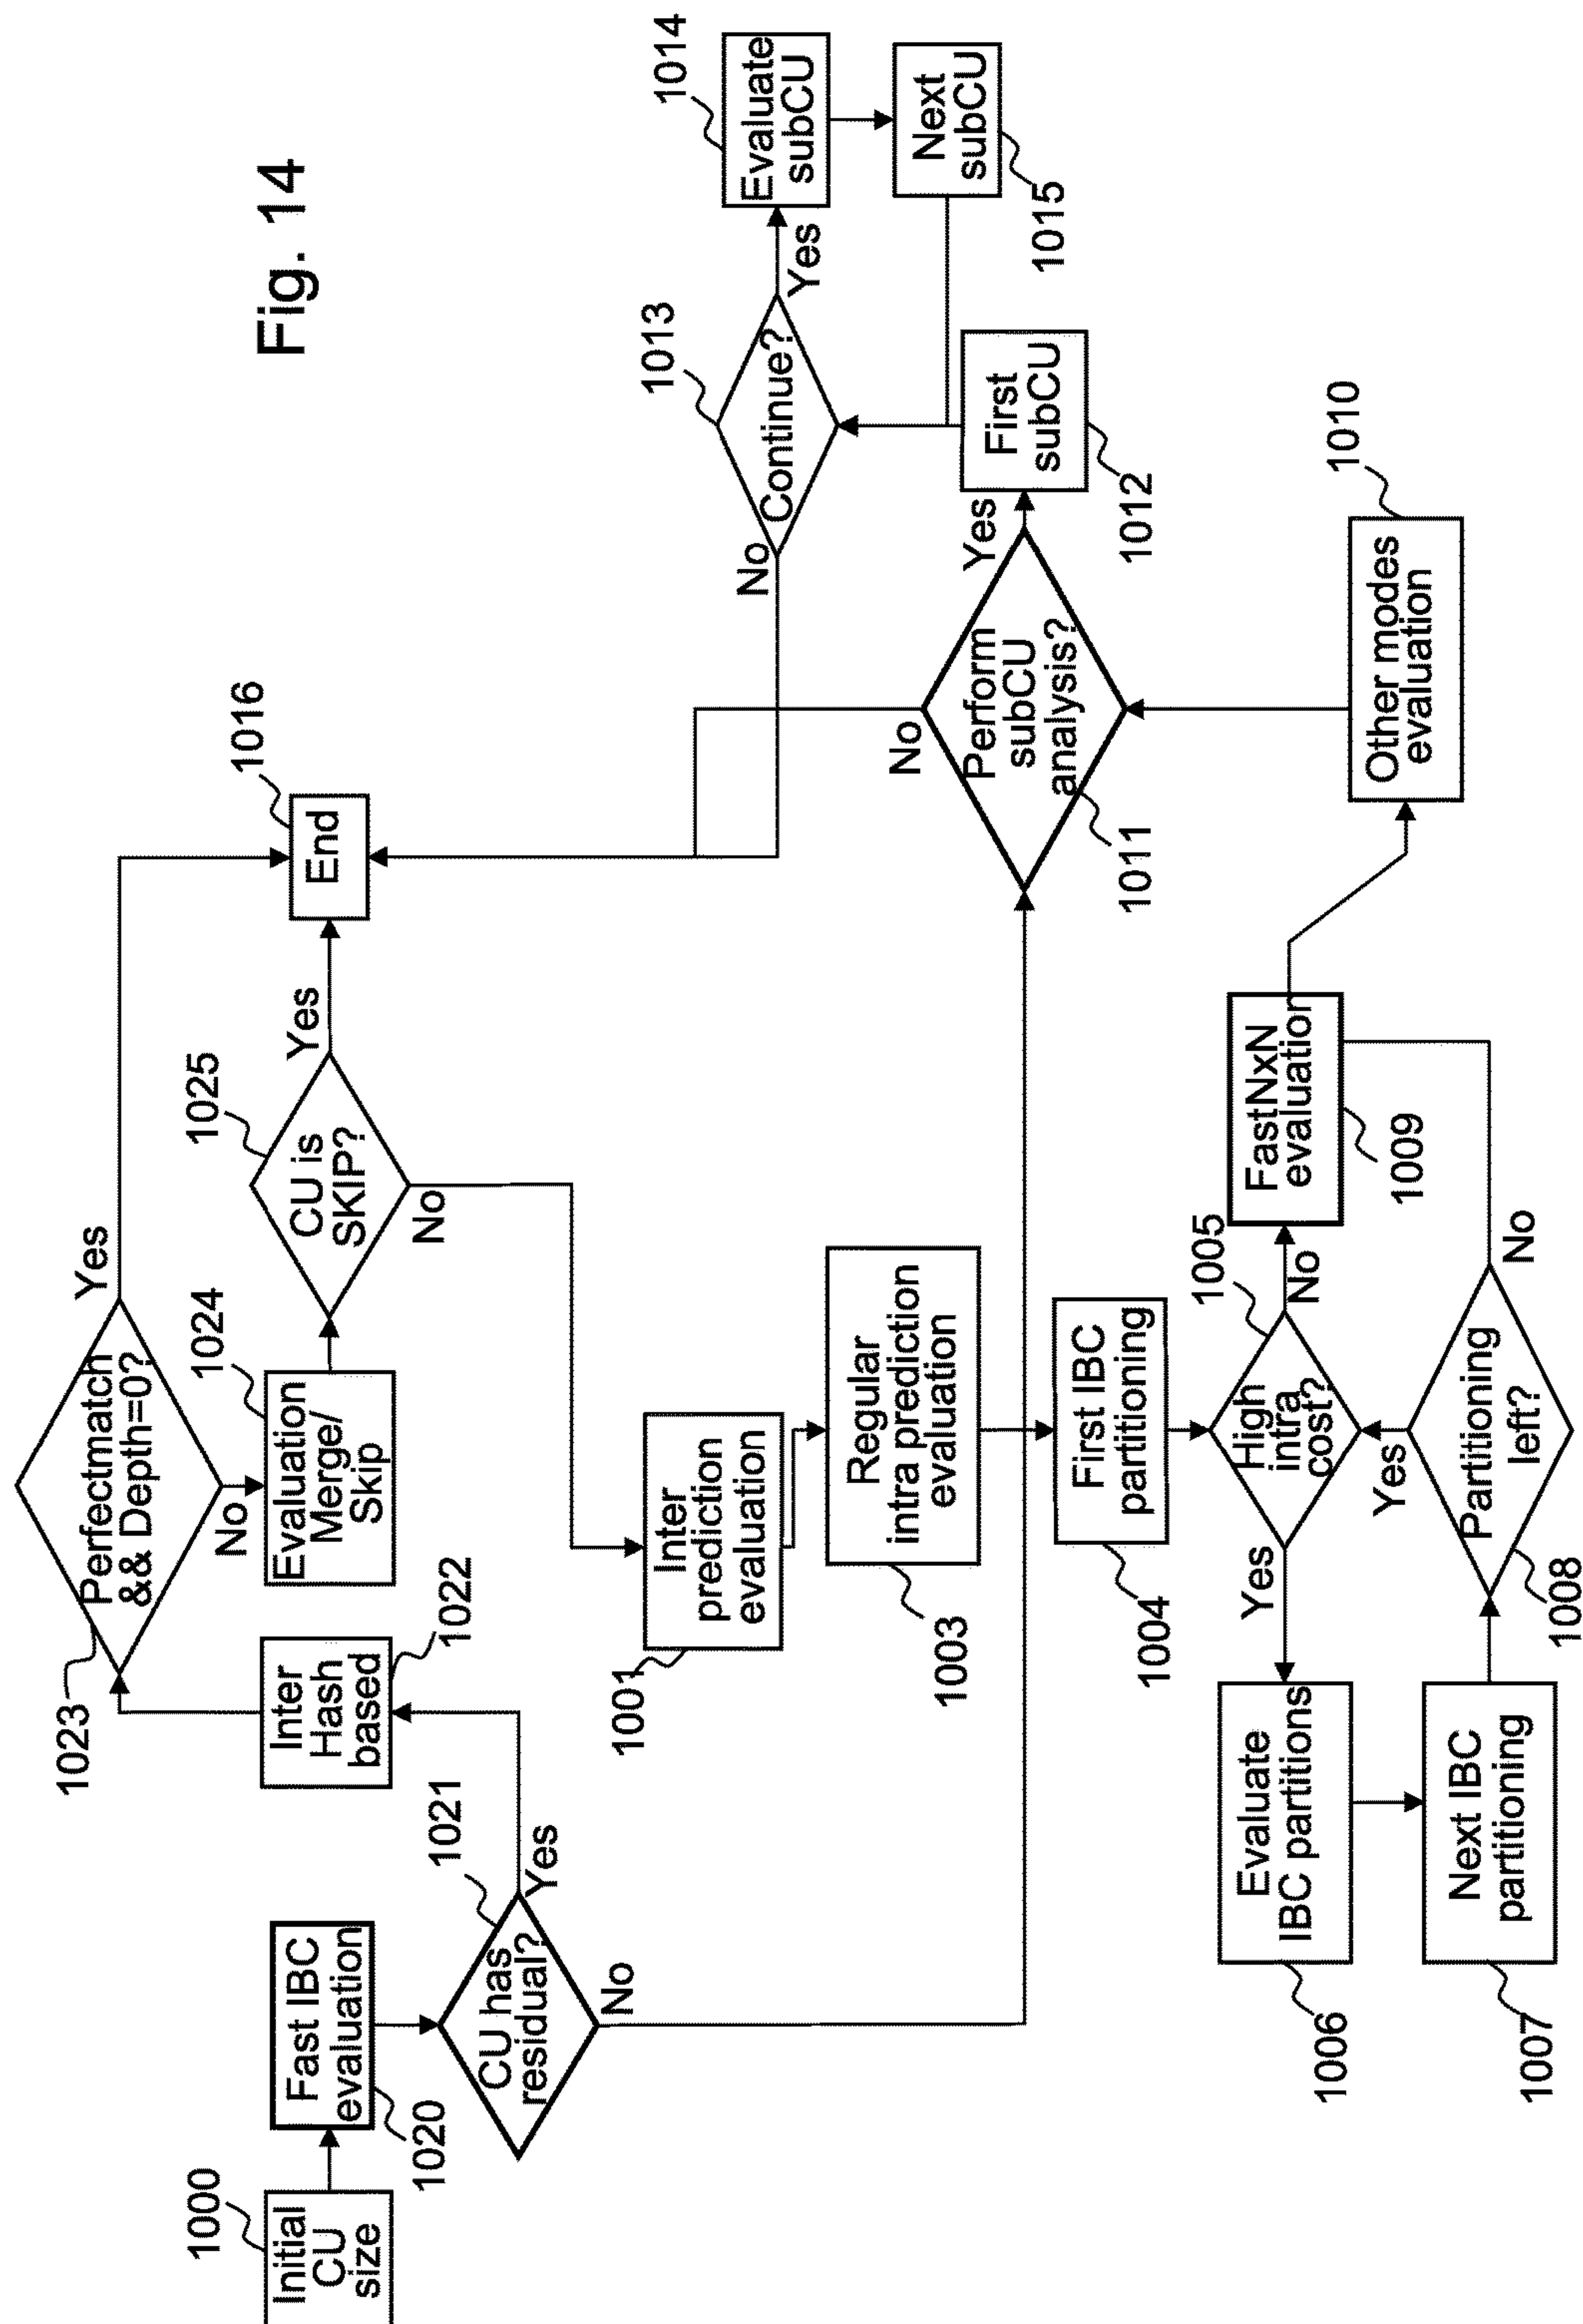 Fig. 14
1000
Initial
CU
size
1020
Fast IBC
evaluation
1021
CU has
residual?
Yes
No
1022
Inter
Hash
based
1023
Perfectmatch
&& Depth=0?
Yes
No
1024
Evaluation
Merge/
Skip
1025
CU is
SKIP?
Yes
No
1016
End
1001
Inter
prediction
evaluation
1003
Regular
intra prediction
evaluation
1004
First IBC
partitioning
1005
High
intra
cost?
Yes
No
1006
Evaluate
IBC partitions
1007
Next IBC
partitioning
1008
Partitioning
left?
Yes
No
1009
FastNxN
evaluation
1010
Other modes
evaluation
1011
Perform
subCU
analysis?
No
Yes
1012
First
subCU
1013
Continue?
No
Yes
1014
Evaluate
subCU
1015
Next
subCU